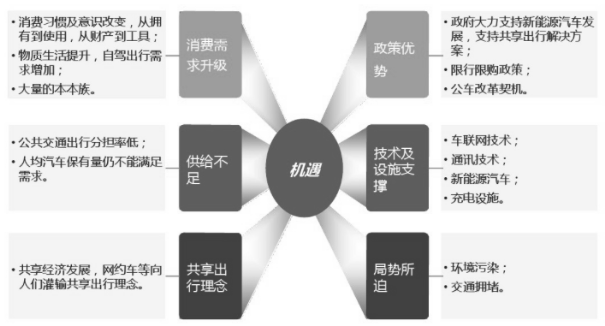 · 消费习惯及意识改变，从拥
有到使用，从财产到工具；
· 物质生活提升，自驾出行需
求增加；
· 大量的本本族。
消费需
求升级
政策优
势
· 政府大力支持新能源汽车发
展，支持共享出行解决方
案；
· 限行限购政策；
· 公车改革契机。
· 公共交通出行分担率低；
· 人均汽车保有量仍不能满足
需求。
供给不
足
机遇
技术及
设施支
撑
· 车联网技术；
· 通讯技术；
· 新能源汽车；
· 充电设施。
· 共享经济发展，网约车等向
人们灌输共享出行理念。
共享出
行理念
局势所
迫
· 环境污染；
· 交通拥堵。